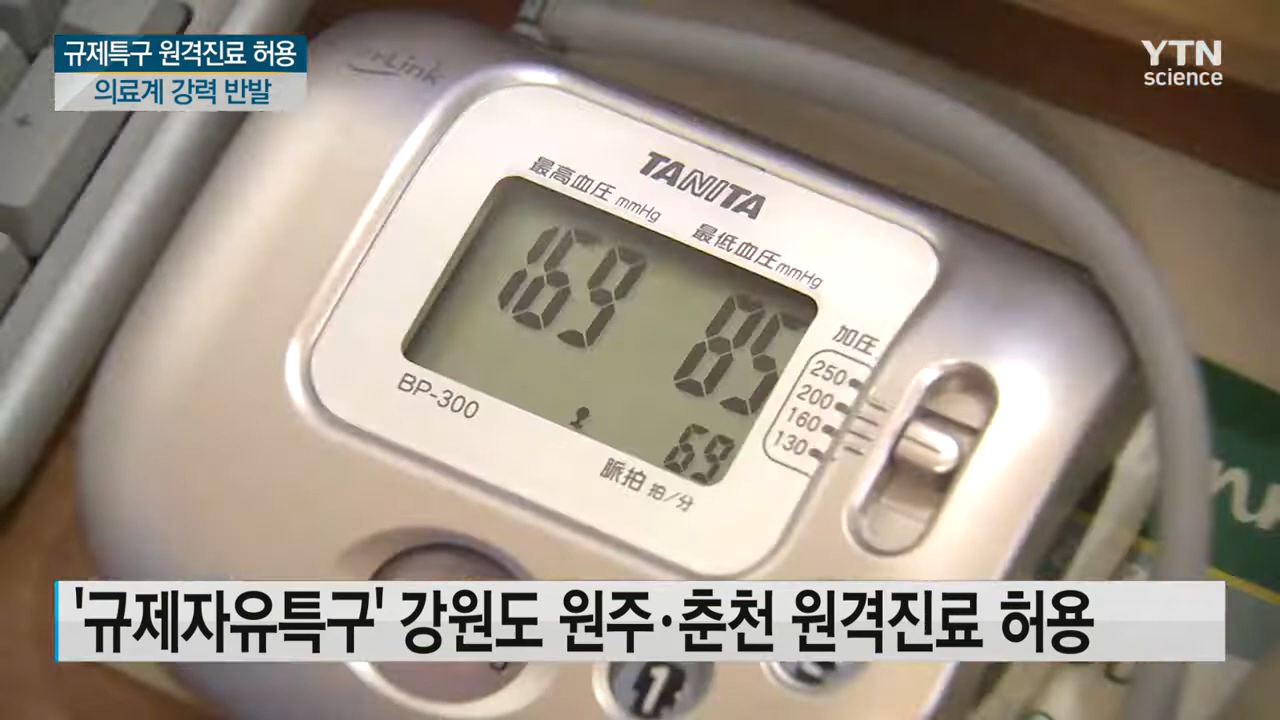 규제특구 원격진료 허용
의료계 강력 반발
YTN
science
Link
TANITA
最高血圧 mmHg
最低血圧 mmHg
169
85
加圧
250
200
160
130
BP-300
69
脈拍 拍/分
'규제자유특구' 강원도 원주·춘천 원격진료 허용
1